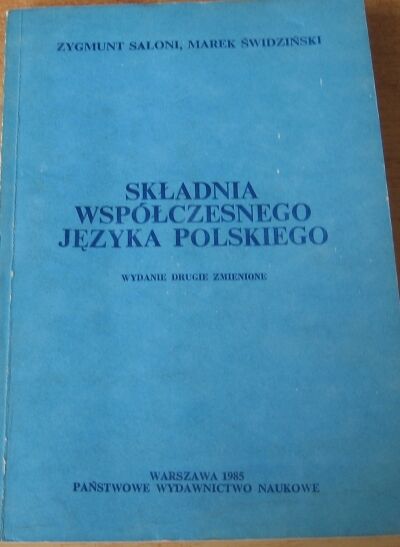 ZYGMUNT SALONI, MAREK ŚWIDZIŃSKI
SKŁADNIA
WSPÓŁCZESNEGO
JĘZYKA POLSKIEGO
WYDANIE DRUGIE ZMIENIONE
WARSZAWA 1985
PAŃSTWOWE WYDAWNICTWO NAUKOWE